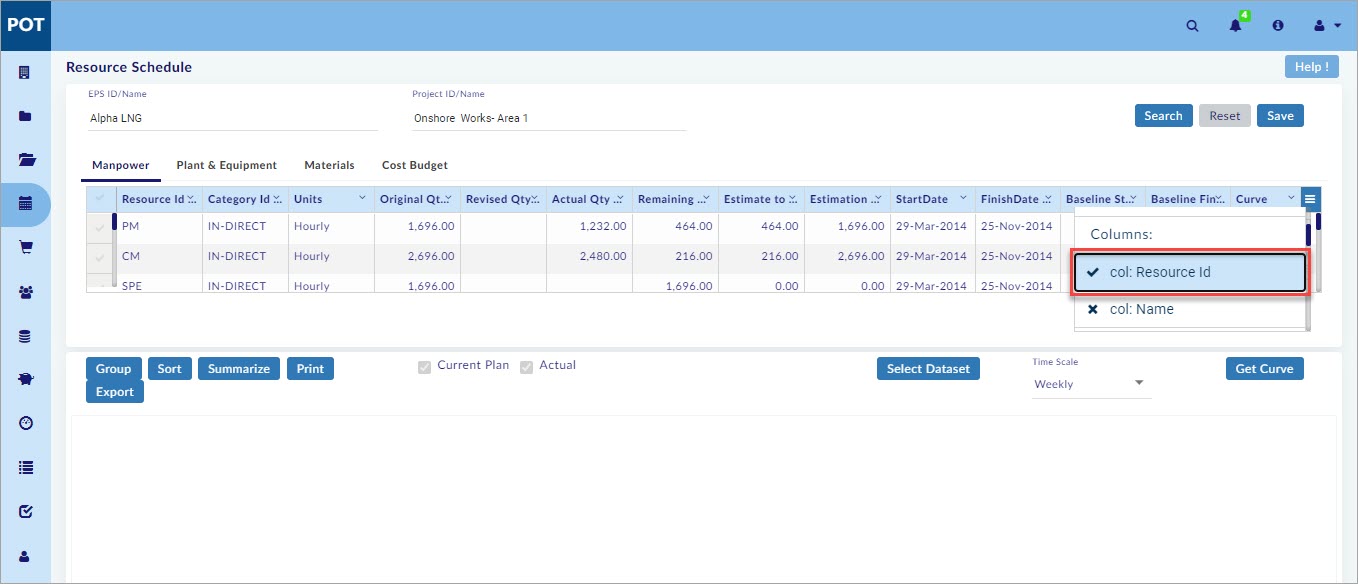 POT
4
Resource Schedule
Help !
EPS ID/Name
Project ID/Name
Alpha LNG
Onshore Works- Area 1
Search Reset Save
Manpower Plant & Equipment Materials Cost Budget
Resource Id .. Category Id .. Units Original Qt.. Revised Qty.. Actual Qty .. Remaining .. Estimate to .. Estimation .. StartDate FinishDate .. Baseline St.. Baseline Fin.. Curve
PM IN-DIRECT Hourly 1,696.00 1,232.00 464.00 464.00 1,696.00 29-Mar-2014 25-Nov-2014
Columns:
CM IN-DIRECT Hourly 2,696.00 2,480.00 216.00 216.00 2,696.00 29-Mar-2014 25-Nov-2014
col: Resource Id
SPE IN-DIRECT Hourly 1,696.00 1,696.00 0.00 0.00 29-Mar-2014 25-Nov-2014
col: Name
Group Sort Summarize Print
Export
Current Plan Actual
Select Dataset
Time Scale
Weekly
Get Curve